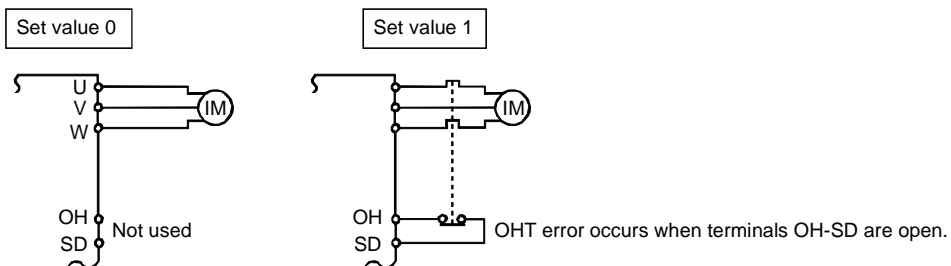 Set value 0
U
V
W
IM
OH
SD
Not used
Set value 1
IM
OH
SD
OHT error occurs when terminals OH-SD are open.